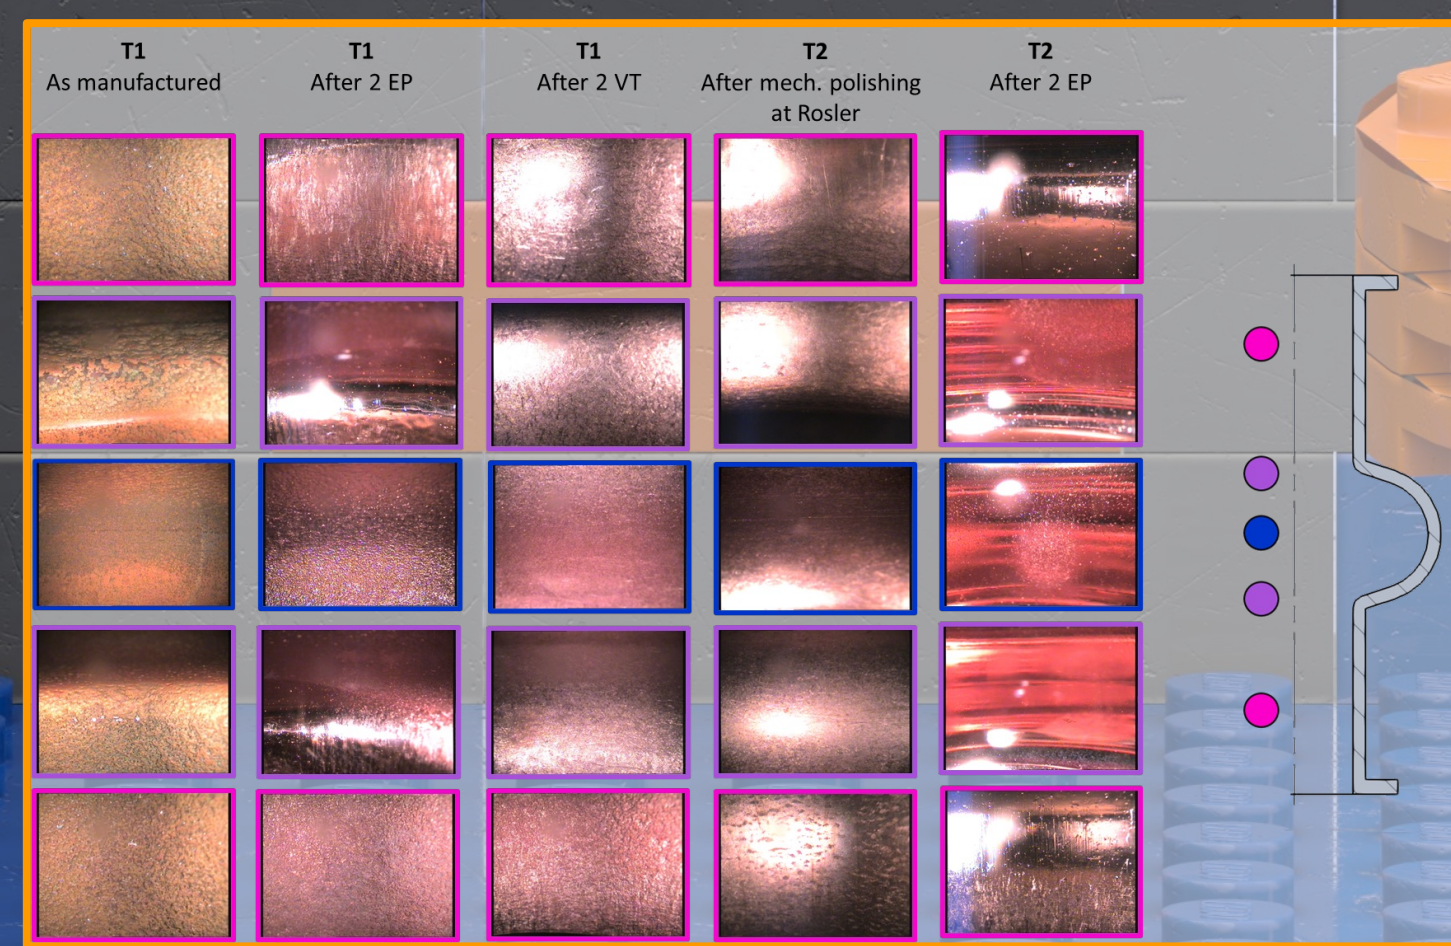 T1
As manufactured
T1
After 2 EP
T1
After 2 VT
T2
After mech. polishing
at Rosler
T2
After 2 EP